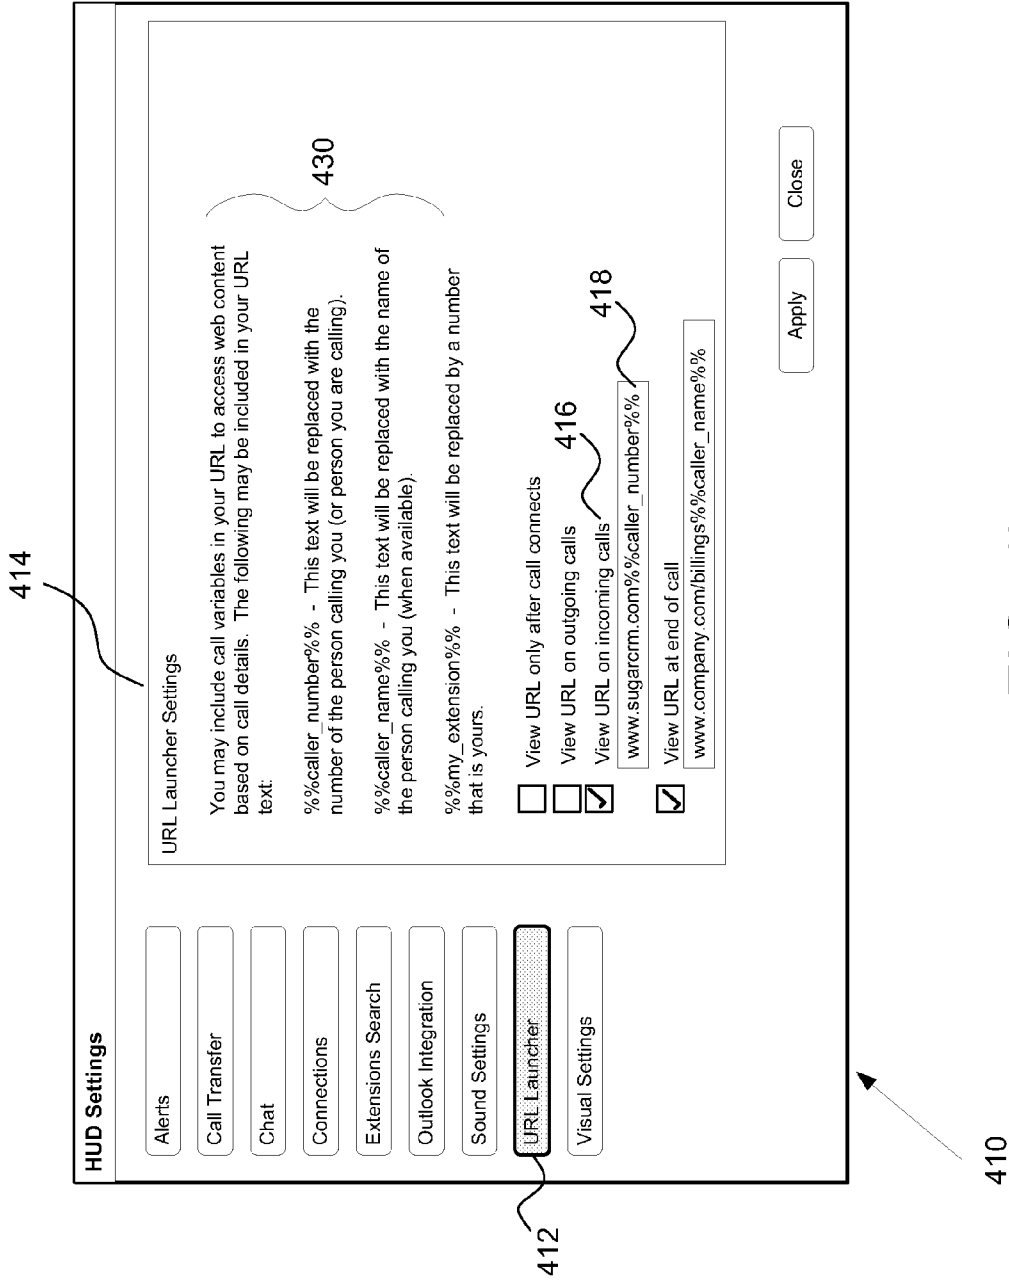 HUD Settings
Alerts
Call Transfer
Chat
Connections
Extensions Search
Outlook Integration
Sound Settings
URL Launcher
Visual Settings
412
410
414
URL Launcher Settings
You may include call variables in your URL to access web content
based on call details. The following may be included in your URL
text:
%%caller_number%% - This text will be replaced with the
number of the person calling you (or person you are calling).
%%caller_name%% - This text will be replaced with the name of
the person calling you (when available).
%%my_extension%% - This text will be replaced by a number
that is yours.
430
View URL only after call connects
View URL on outgoing calls
View URL on incoming calls
416
www.sugarcrm.com%%caller_number%%
418
View URL at end of call
www.company.com/billings%%caller_name%%
Apply
Close